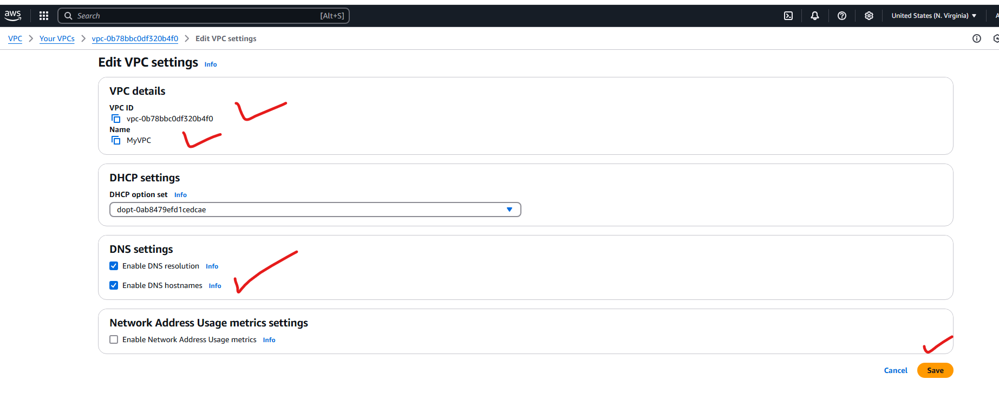 aws
Search [Alt+S] United States (N. Virginia) A
VPC > Your VPCs > vpc-0b78bbc0df320b4f0 > Edit VPC settings
Edit VPC settings Info
VPC details
VPC ID
vpc-0b78bbc0df320b4f0
Name
MyVPC
DHCP settings
DHCP option set Info
dopt-0ab8479efd1cedcae
DNS settings
Enable DNS resolution Info
Enable DNS hostnames Info
Network Address Usage metrics settings
Enable Network Address Usage metrics Info
Cancel Save